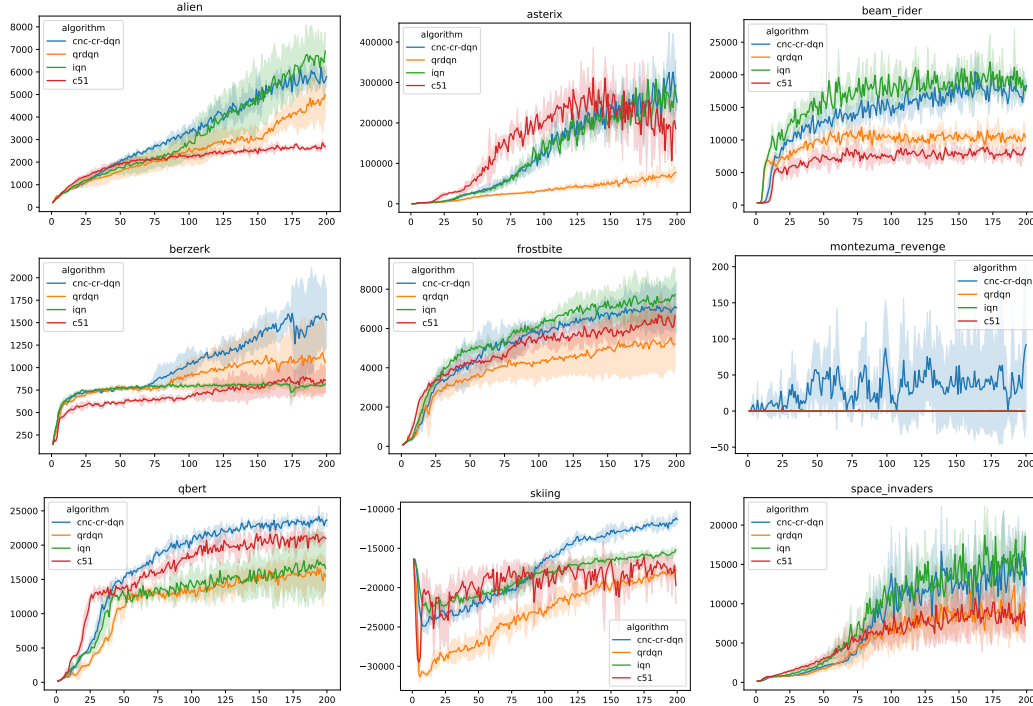 alien
8000
7000
6000
5000
4000
3000
2000
1000
0
algorithm
cnc-cr-dqn
qrdqn
iqn
c51
0 25 50 75 100 125 150 175 200
asterix
400000
300000
200000
100000
0
algorithm
cnc-cr-dqn
qrdqn
iqn
c51
0 25 50 75 100 125 150 175 200
beam_rider
25000
20000
15000
10000
5000
0
algorithm
cnc-cr-dqn
qrdqn
iqn
c51
0 25 50 75 100 125 150 175 200
berzerk
2000
1750
1500
1250
1000
750
500
250
algorithm
cnc-cr-dqn
qrdqn
iqn
c51
0 25 50 75 100 125 150 175 200
frostbite
8000
6000
4000
2000
0
algorithm
cnc-cr-dqn
qrdqn
iqn
c51
0 25 50 75 100 125 150 175 200
montezuma_revenge
200
150
100
50
0
−50
algorithm
cnc-cr-dqn
qrdqn
iqn
c51
0 25 50 75 100 125 150 175 200
qbert
25000
20000
15000
10000
5000
0
algorithm
cnc-cr-dqn
qrdqn
iqn
c51
0 25 50 75 100 125 150 175 200
skiing
−10000
−15000
−20000
−25000
−30000
algorithm
cnc-cr-dqn
qrdqn
iqn
c51
0 25 50 75 100 125 150 175 200
space_invaders
20000
15000
10000
5000
0
algorithm
cnc-cr-dqn
qrdqn
iqn
c51
0 25 50 75 100 125 150 175 200